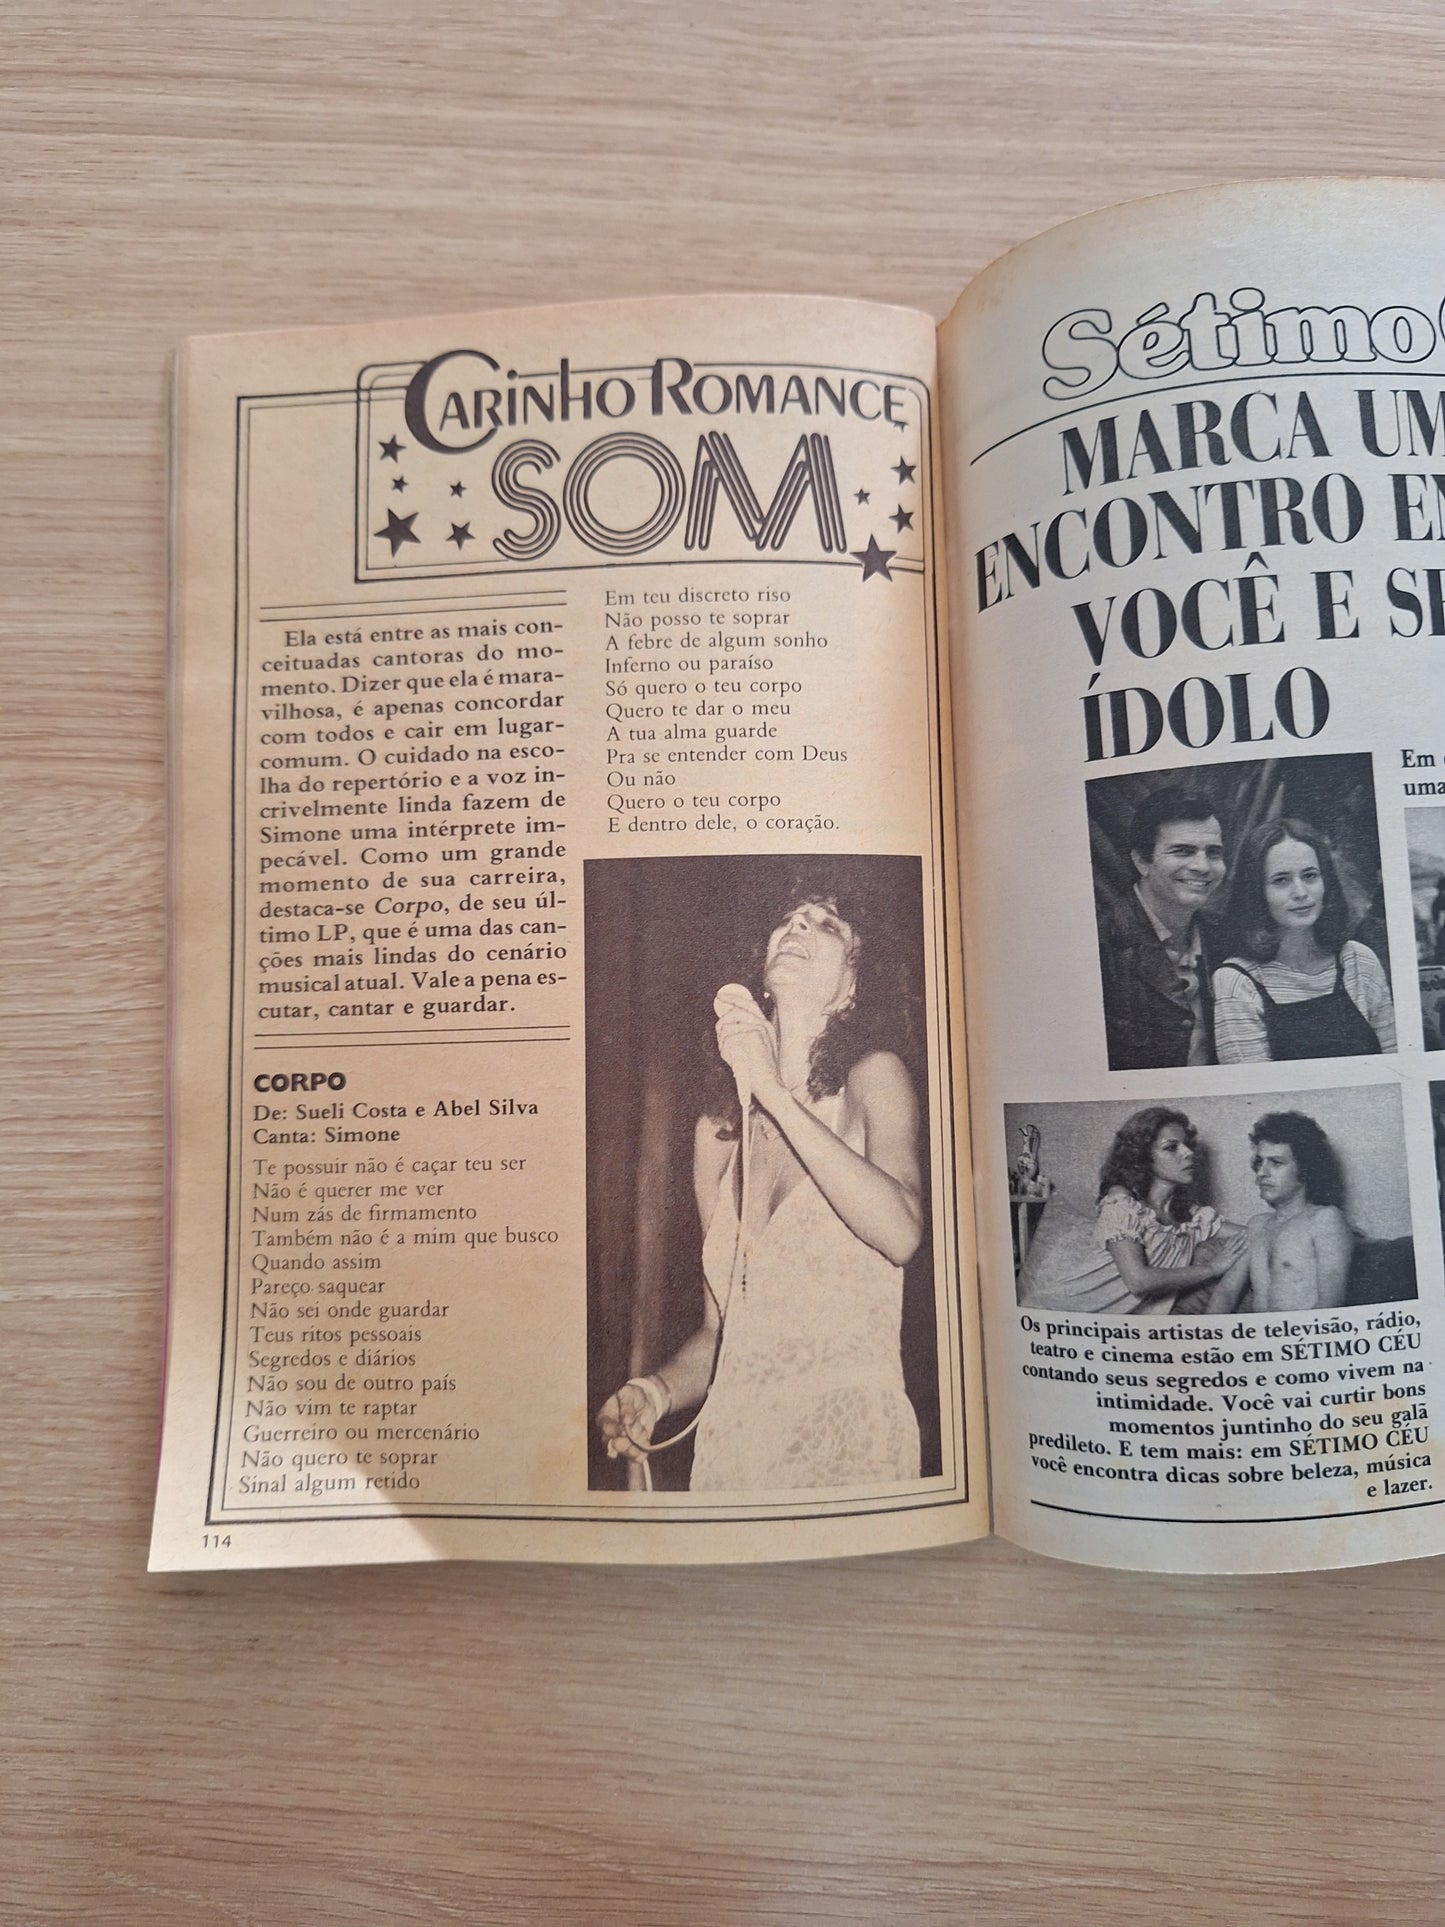 CARINHO ROMANCE
SOM
Ela está entre as mais con-
ceituadas cantoras do mo-
mento. Dizer que ela é mara-
vilhosa, é apenas concordar
com todos e cair em lugar-
comum. O cuidado na esco-
lha do repertório e a voz in-
crivelmente linda fazem de
Simone uma intérprete im-
pecável. Como um grande
momento de sua carreira,
destaca-se Corpo, de seu úl-
timo LP, que é uma das can-
ções mais lindas do cenário
musical atual. Vale a pena es-
cutar, cantar e guardar.
CORPO
De: Sueli Costa e Abel Silva
Canta: Simone
Te possuir não é caçar teu ser
Não é querer me ver
Num zás de firmamento
Também não é a mim que busco
Quando assim
Pareço saquear
Não sei onde guardar
Teus ritos pessoais
Segredos e diários
Não sou de outro país
Não vim te raptar
Guerreiro ou mercenário
Não quero te soprar
Sinal algum retido
Em teu discreto riso
Não posso te soprar
A febre de algum sonho
Inferno ou paraíso
Só quero o teu corpo
Quero te dar o meu
A tua alma guarde
Pra se entender com Deus
Ou não
Quero o teu corpo
E dentro dele, o coração.
114
Sétimo
MARCA UM
ENCONTRO
VOCÊ E
ÍDOLO
Em
uma
Os principais artistas de televisão, rádio,
teatro e cinema estão em SÉTIMO CÉU
contando seus segredos e como vivem na
intimidade. Você vai curtir bons
momentos juntinho do seu galã
predileto. E tem mais: em SÉTIMO CÉU
você encontra dicas sobre beleza, música
e lazer.